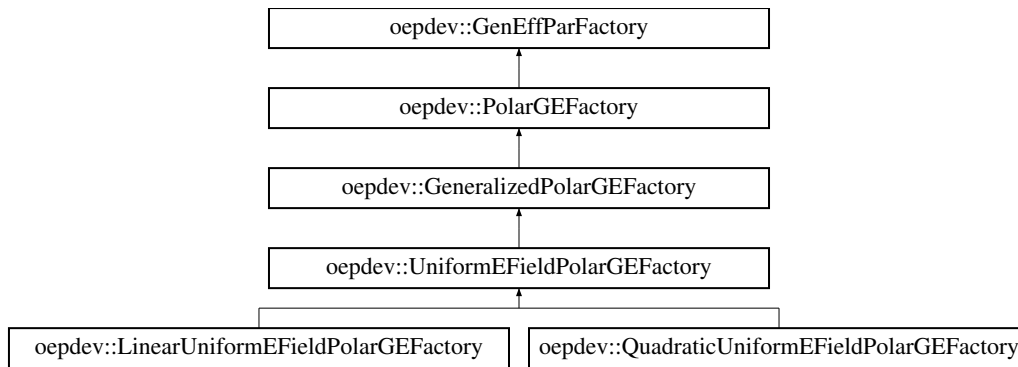 oepdev::GenEffParFactory
oepdev::PolarGEFactory
oepdev::GeneralizedPolarGEFactory
oepdev::UniformEFieldPolarGEFactory
oepdev::LinearUniformEFieldPolarGEFactory
oepdev::QuadraticUniformEFieldPolarGEFactory